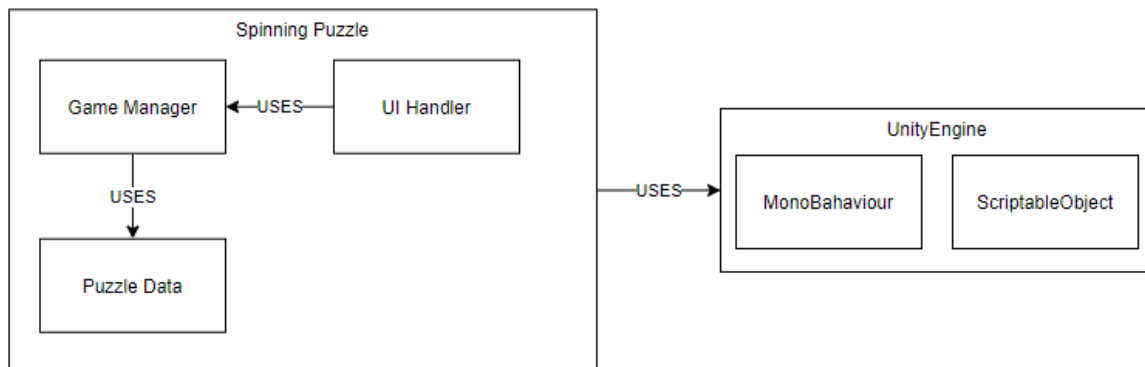 Spinning Puzzle
Game Manager
USES
UI Handler
USES
Puzzle Data
USES
UnityEngine
MonoBahaviour
ScriptableObject